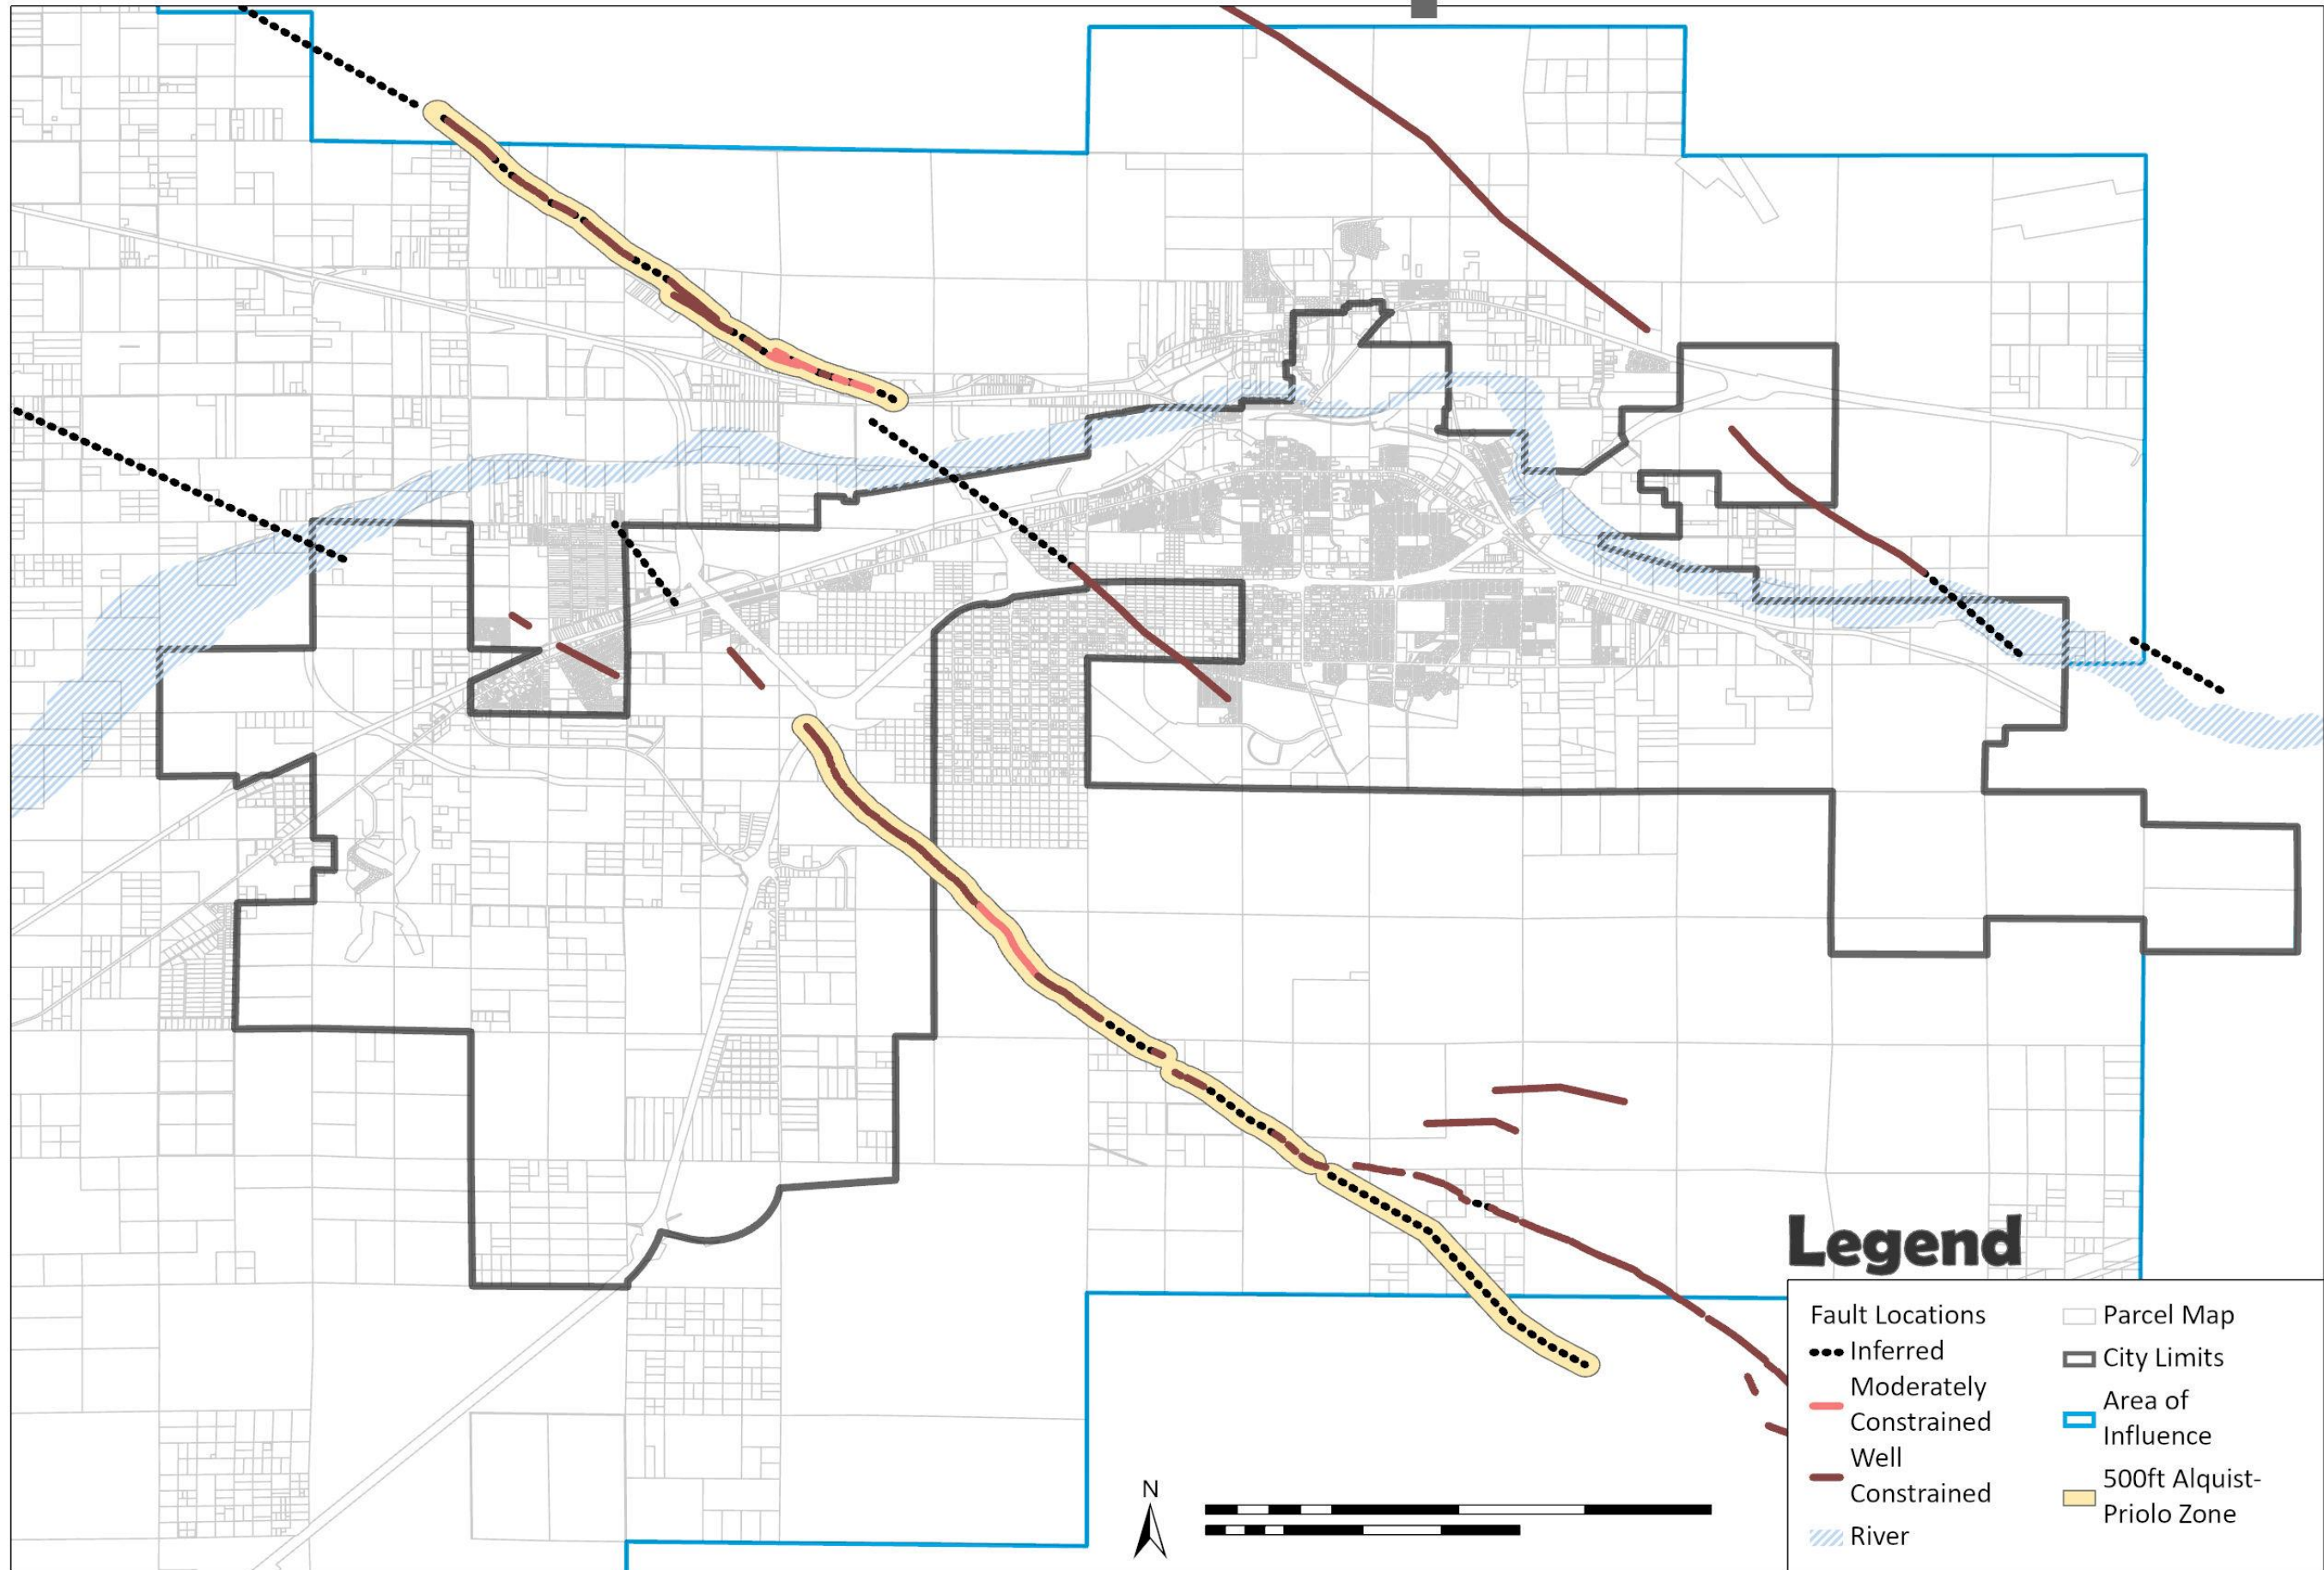 N
Legend
Fault Locations
Inferred
Moderately
Constrained
Well
Constrained
River
Parcel Map
City Limits
Area of
Influence
500ft Alquist-
Priolo Zone